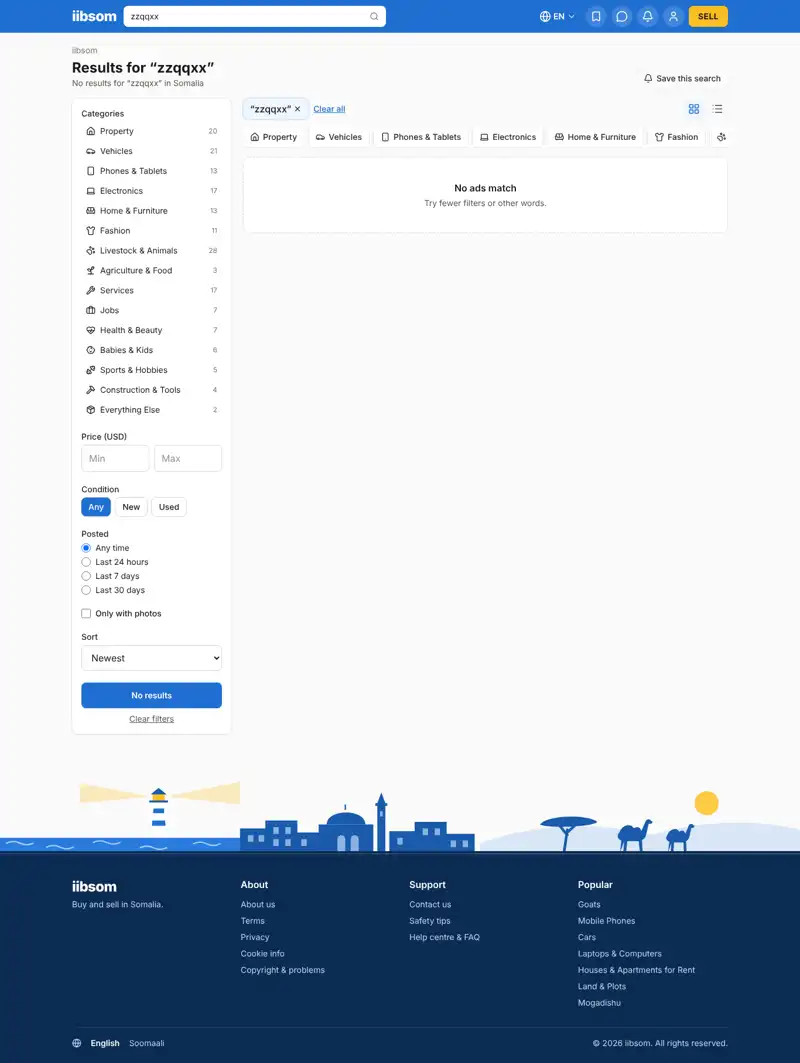 iibsom
zzqqxx
EN
SELL
iibsom
Results for “zzqqxx”
No results for “zzqqxx” in Somalia
Save this search
Categories
Property 20
Vehicles 21
Phones & Tablets 13
Electronics 17
Home & Furniture 13
Fashion 11
Livestock & Animals 28
Agriculture & Food 3
Services 17
Jobs 7
Health & Beauty 7
Babies & Kids 6
Sports & Hobbies 5
Construction & Tools 4
Everything Else 2
Price (USD)
Min Max
Condition
Any New Used
Posted
Any time
Last 24 hours
Last 7 days
Last 30 days
Only with photos
Sort
Newest
No results
Clear filters
“zzqqxx” × Clear all
Property Vehicles Phones & Tablets Electronics Home & Furniture Fashion
No ads match
Try fewer filters or other words.
iibsom
Buy and sell in Somalia.
About
About us
Terms
Privacy
Cookie info
Copyright & problems
Support
Contact us
Safety tips
Help centre & FAQ
Popular
Goats
Mobile Phones
Cars
Laptops & Computers
Houses & Apartments for Rent
Land & Plots
Mogadishu
English Soomaali
© 2026 iibsom. All rights reserved.